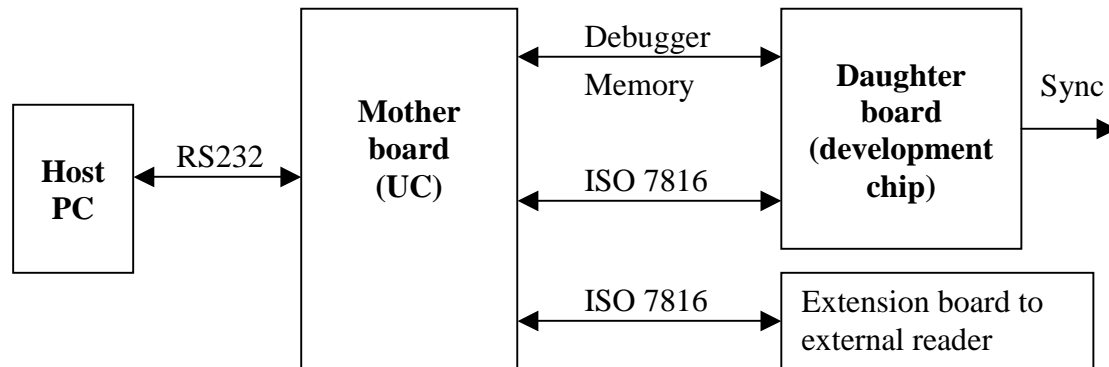 Host
PC
RS232
Mother
board
(UC)
Debugger
Memory
ISO 7816
ISO 7816
Daughter
board
(development
chip)
Sync
Extension board to
external reader